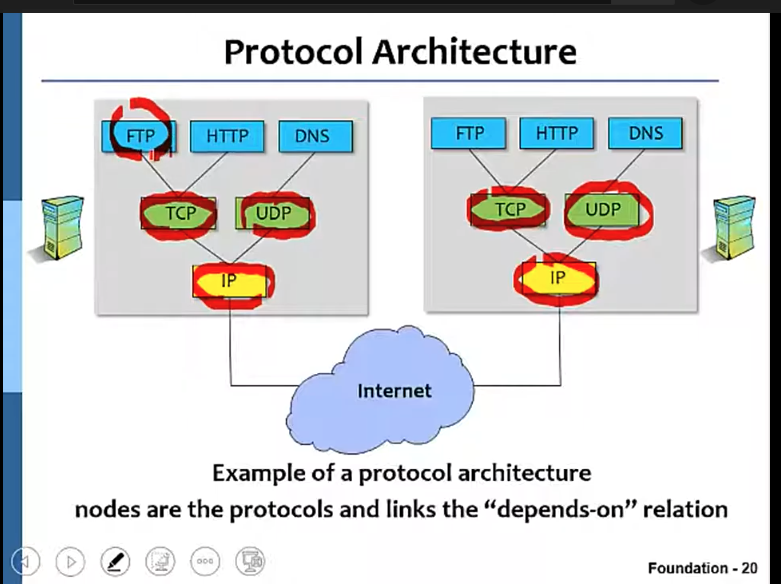 Protocol Architecture
FTP HTTP DNS
TCP UDP
IP
FTP HTTP DNS
TCP UDP
IP
Internet
Example of a protocol architecture
nodes are the protocols and links the “depends-on” relation
Foundation - 20